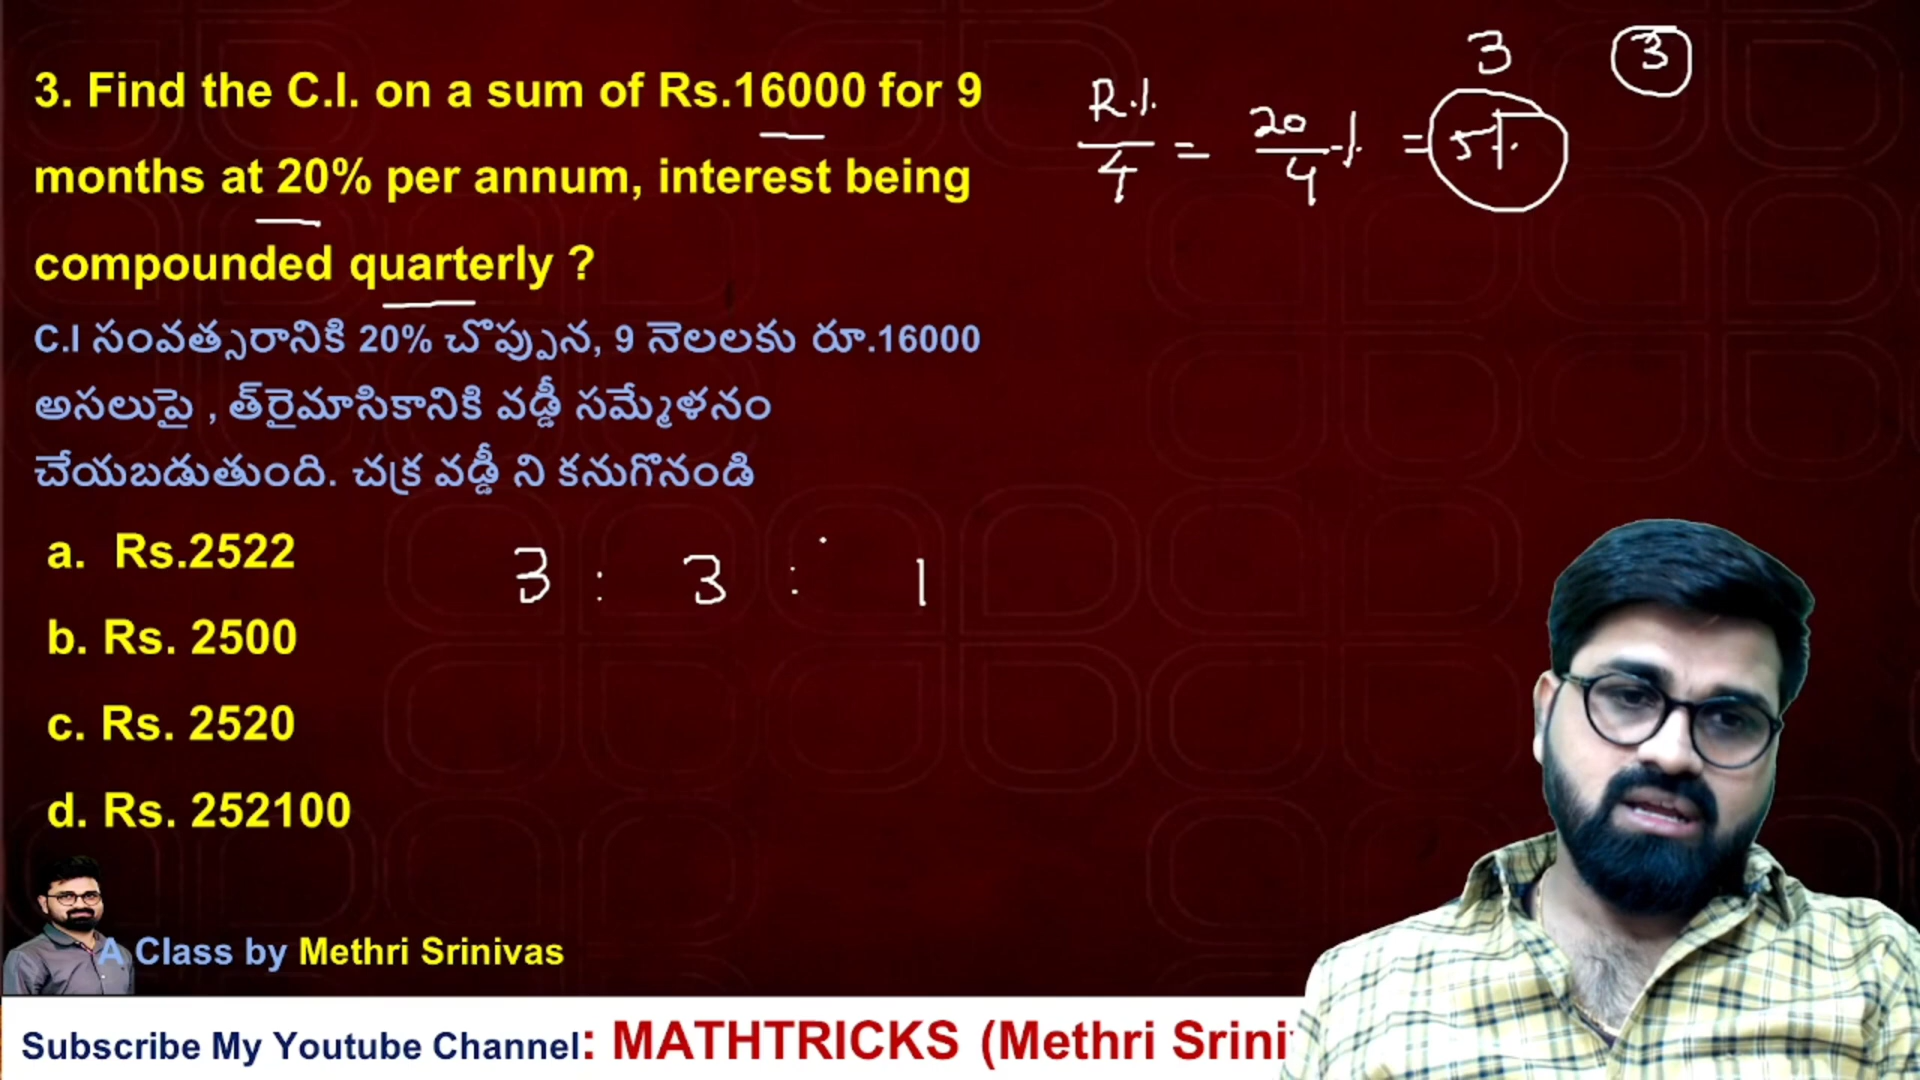 3. Find the C.I. on a sum of Rs.16000 for 9
months at 20% per annum, interest being
compounded quarterly ?
C.I సంవత్సరానికి 20% చొప్పున, 9 నెలలకు రూ.16000
అసలుపై , త్‌రైమాసికానికి వడ్డీ సమ్మేళనం
చేయబడుతుంది. చక్ర వడ్డీ ని కనుగొనండి
a. Rs.2522
b. Rs. 2500
c. Rs. 2520
d. Rs. 252100
3 : 3 : 1
3 3
R.%/4 = 20/4 % = 5%
A Class by Methri Srinivas
Subscribe My Youtube Channel: MATHTRICKS (Methri Srini